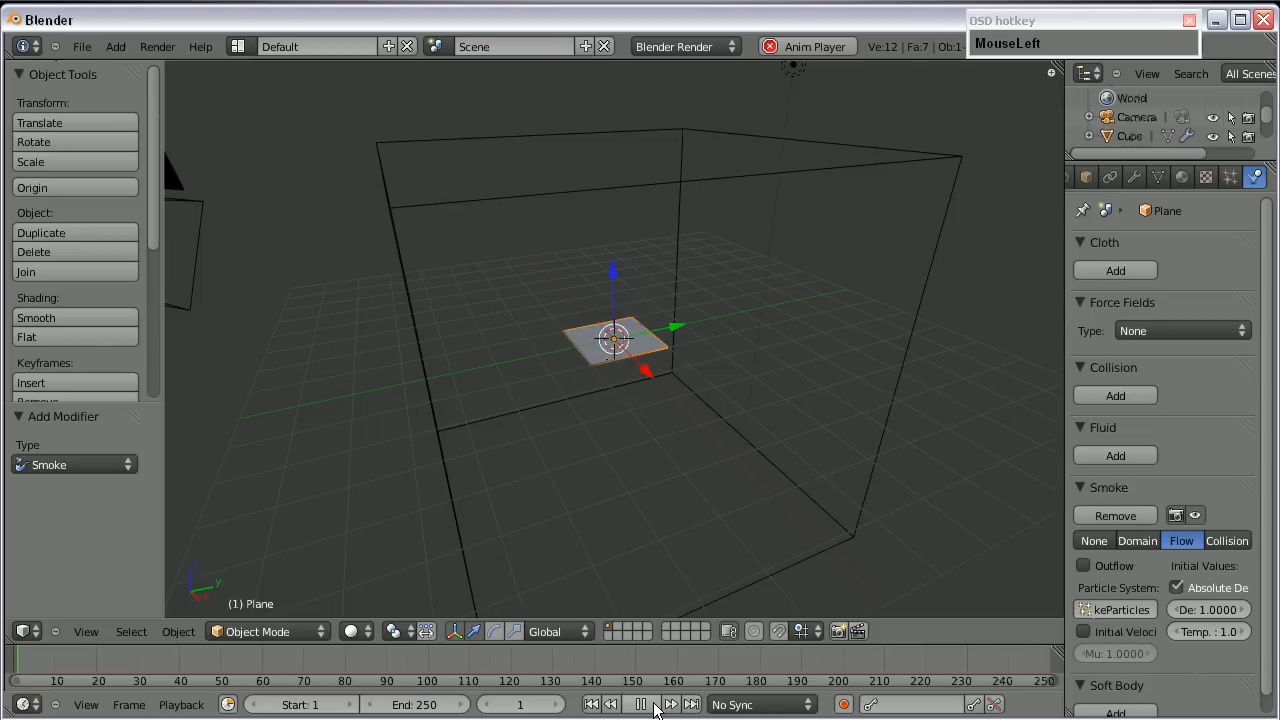 Blender
OSD hotkey
MouseLeft
File Add Render Help Default Scene Blender Render Anim Player Ve:12 | Fa:7 | Ob:1-
View Search All Scenes
World
Camera
Cube
Object Tools
Transform:
Translate
Rotate
Scale
Origin
Object:
Duplicate
Delete
Join
Shading:
Smooth
Flat
Keyframes:
Insert
Add Modifier
Type
Smoke
y
(1) Plane
Plane
Cloth
Add
Force Fields
Type: None
Collision
Add
Fluid
Add
Smoke
Remove
None Domain Flow Collision
Outflow Initial Values:
Particle System: Absolute De
keParticles De: 1.0000
Initial Veloci Temp. : 1.0
Mu: 1.0000
Soft Body
Add
View Select Object Object Mode Global
10 20 30 40 50 60 70 80 90 100 110 120 130 140 150 160 170 180 190 200 210 220 230 240 250
View Frame Playback Start: 1 End: 250 1 No Sync